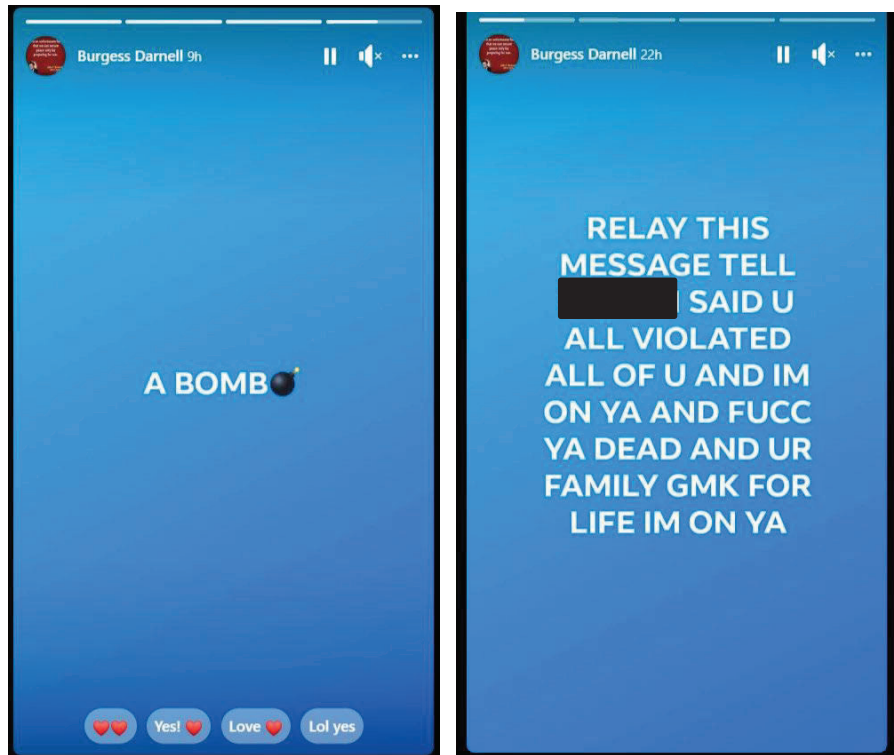 Burgess Darnell 9h
A BOMB💣
❤️❤️
Yes! ❤️
Love ❤️
Lol yes
Burgess Darnell 22h
RELAY THIS
MESSAGE TELL
SAID U
ALL VIOLATED
ALL OF U AND IM
ON YA AND FUCC
YA DEAD AND UR
FAMILY GMK FOR
LIFE IM ON YA